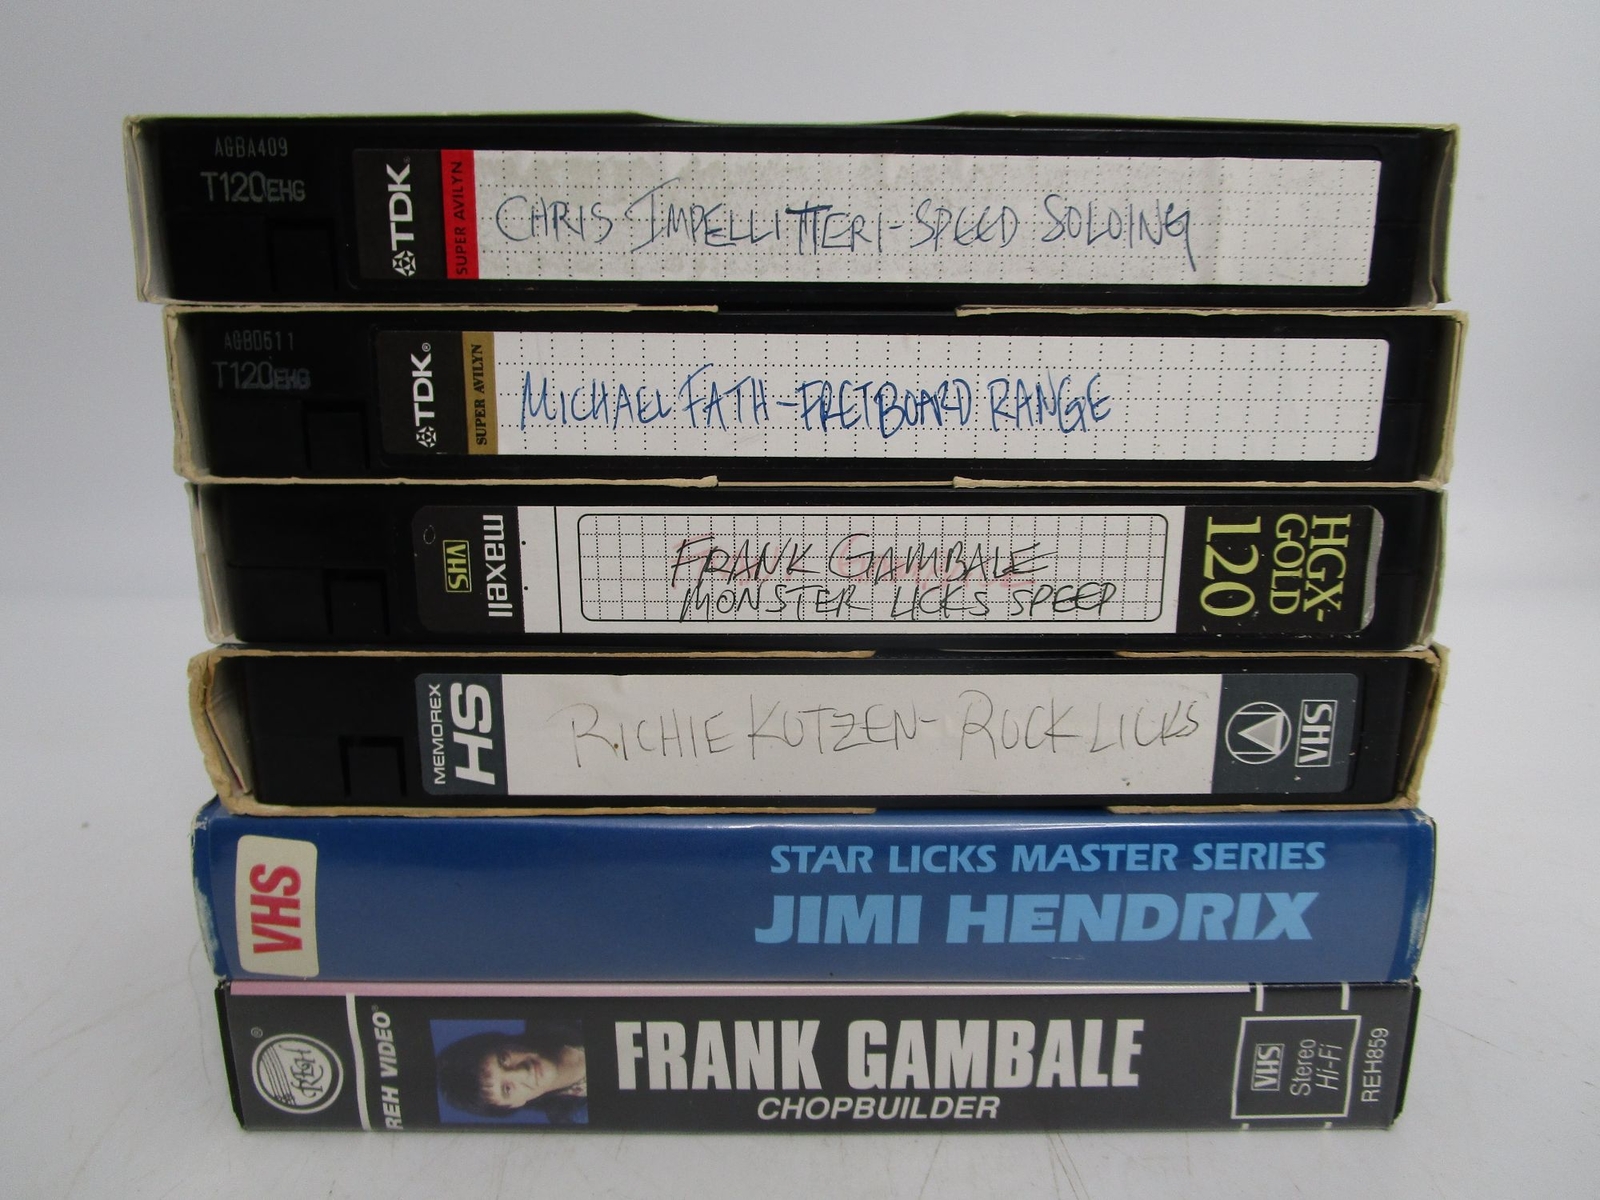 AGBA409
T120EHG
TDK®
SUPER AVILYN
CHRIS IMPELLITTERI-SPEED SOLOING
AGBD511
T120EHG
TDK®
SUPER AVILYN
MICHAEL FATH-FRETBOARD RANGE
VHS
maxell
FRANK GAMBALE
MONSTER LICKS SPEED
HGX-
GOLD
120
MEMOREX
HS
RICHIE KOTZEN- ROCK LICKS
VHS
VHS
STAR LICKS MASTER SERIES
JIMI HENDRIX
REH
®
REH VIDEO®
FRANK GAMBALE
CHOPBUILDER
VHS
Stereo
Hi-Fi
REH859